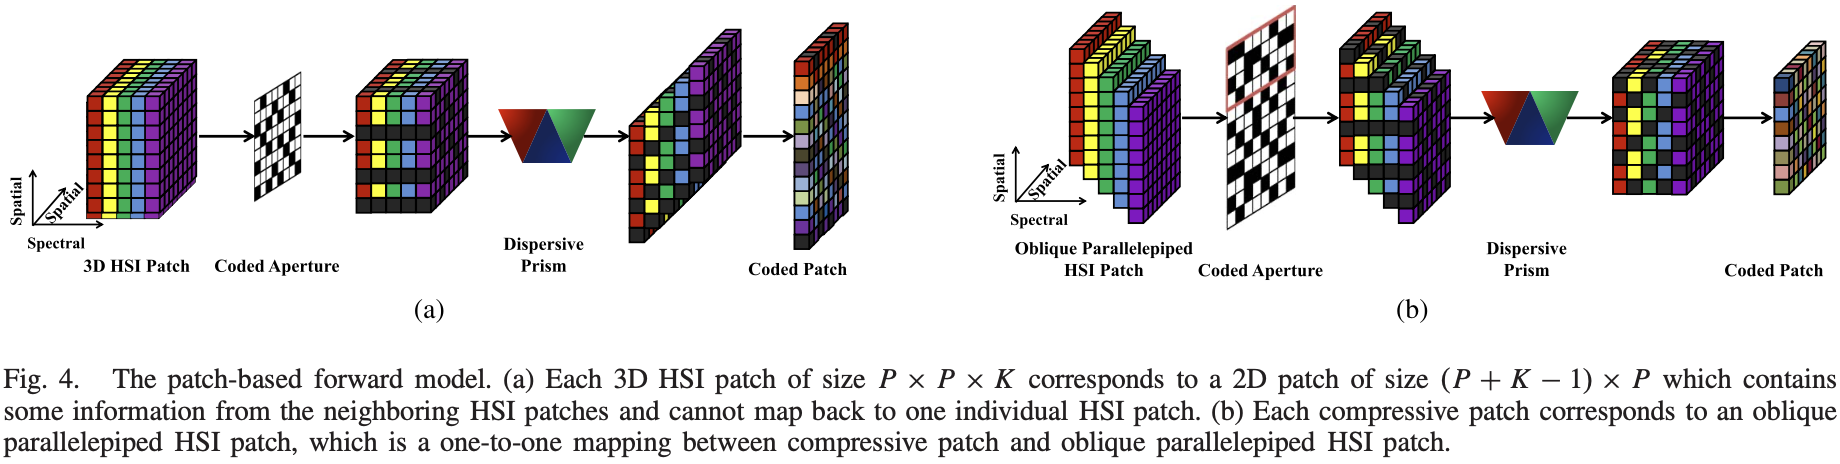 Spatial
Spatial
Spectral
3D HSI Patch
Coded Aperture
Dispersive
Prism
Coded Patch
(a)
Spatial
Spatial
Spectral
Oblique Parallelepiped
HSI Patch
Coded Aperture
Dispersive
Prism
Coded Patch
(b)
Fig. 4. The patch-based forward model. (a) Each 3D HSI patch of size P × P × K corresponds to a 2D patch of size (P + K − 1) × P which contains
some information from the neighboring HSI patches and cannot map back to one individual HSI patch. (b) Each compressive patch corresponds to an oblique
parallelepiped HSI patch, which is a one-to-one mapping between compressive patch and oblique parallelepiped HSI patch.